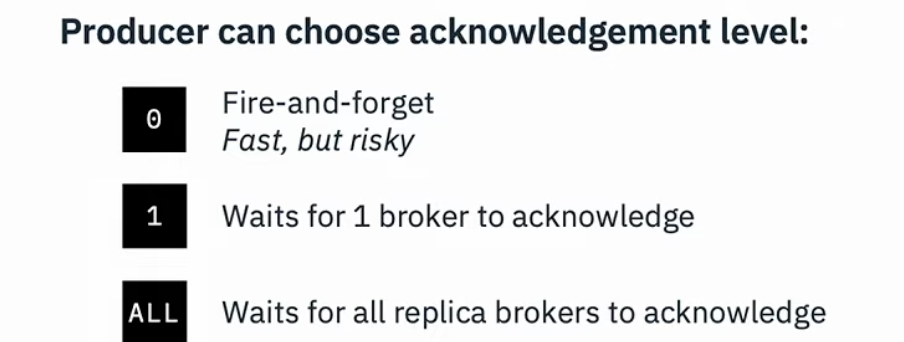 Producer can choose acknowledgement level:
0 Fire-and-forget
Fast, but risky
1 Waits for 1 broker to acknowledge
ALL Waits for all replica brokers to acknowledge